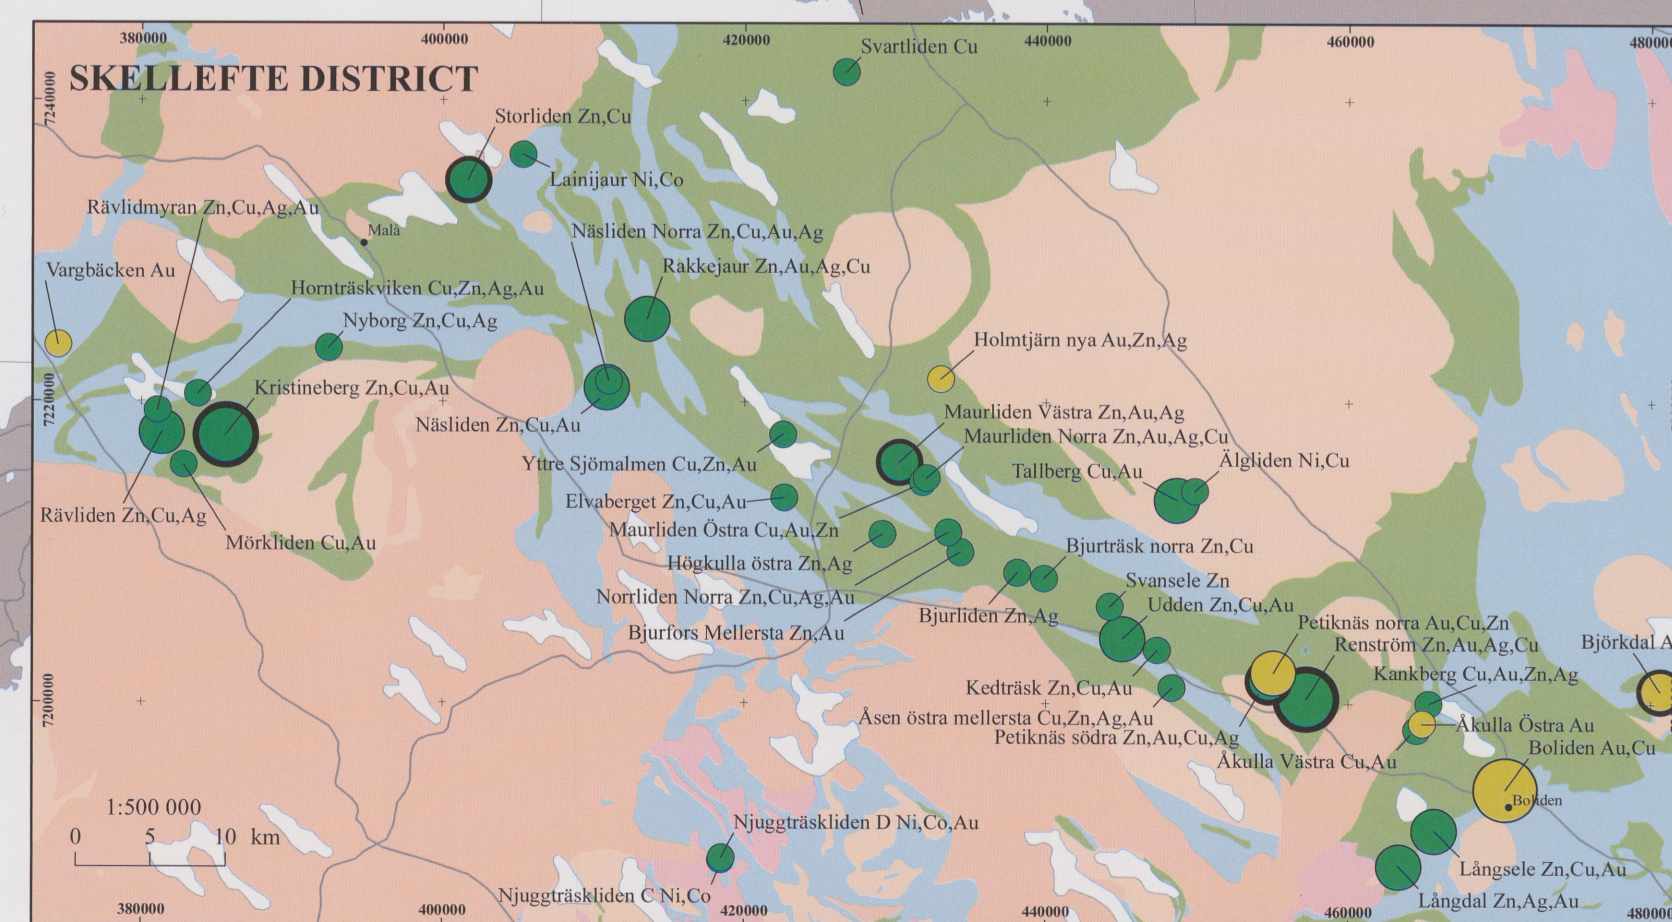 380000 400000 420000 440000 460000 48000
SKELLEFTE DISTRICT
Svartliden Cu
7240000
Storliden Zn,Cu
Lainijaur Ni,Co
Rävlidmyran Zn,Cu,Ag,Au
Malå
Näsliden Norra Zn,Cu,Au,Ag
Vargbäcken Au
Rakkejaur Zn,Au,Ag,Cu
Hornträskviken Cu,Zn,Ag,Au
Nyborg Zn,Cu,Ag
Holmtjärn nya Au,Zn,Ag
Kristineberg Zn,Cu,Au
7220000
Maurliden Västra Zn,Au,Ag
Näsliden Zn,Cu,Au
Maurliden Norra Zn,Au,Ag,Cu
Yttre Sjömalmen Cu,Zn,Au
Tallberg Cu,Au
Älgliden Ni,Cu
Elvaberget Zn,Cu,Au
Rävliden Zn,Cu,Ag
Maurliden Östra Cu,Au,Zn
Mörkliden Cu,Au
Bjurträsk norra Zn,Cu
Högkulla östra Zn,Ag
Svansele Zn
Norrliden Norra Zn,Cu,Ag,Au
Udden Zn,Cu,Au
Bjurliden Zn,Ag
Petiknäs norra Au,Cu,Zn
Bjurfors Mellersta Zn,Au
Renström Zn,Au,Ag,Cu
Björkdal A
Kankberg Cu,Au,Zn,Ag
Kedträsk Zn,Cu,Au
7200000
Åsen östra mellersta Cu,Zn,Ag,Au
Åkulla Östra Au
Petiknäs södra Zn,Au,Cu,Ag
Boliden Au,Cu
Åkulla Västra Cu,Au
Boliden
1:500 000
0 5 10 km
Njuggträskliden D Ni,Co,Au
Långsele Zn,Cu,Au
Njuggträskliden C Ni,Co
Långdal Zn,Ag,Au
380000 400000 420000 440000 460000 480000